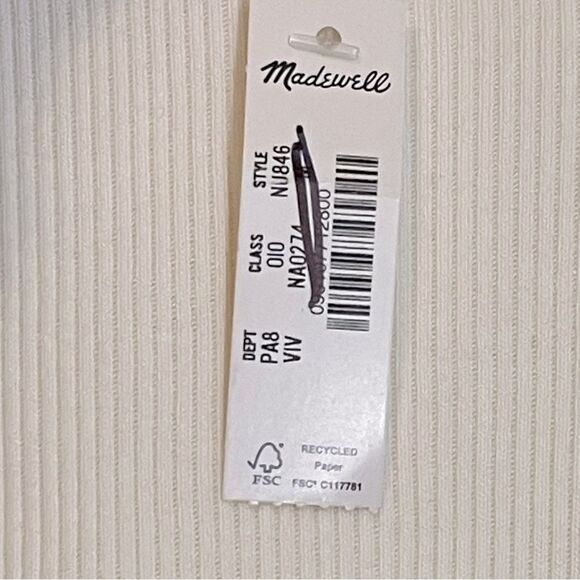 Madewell
DEPT CLASS STYLE
PA8 010 NU846
VIV NA0274
FSC
RECYCLED
Paper
FSC® C117781